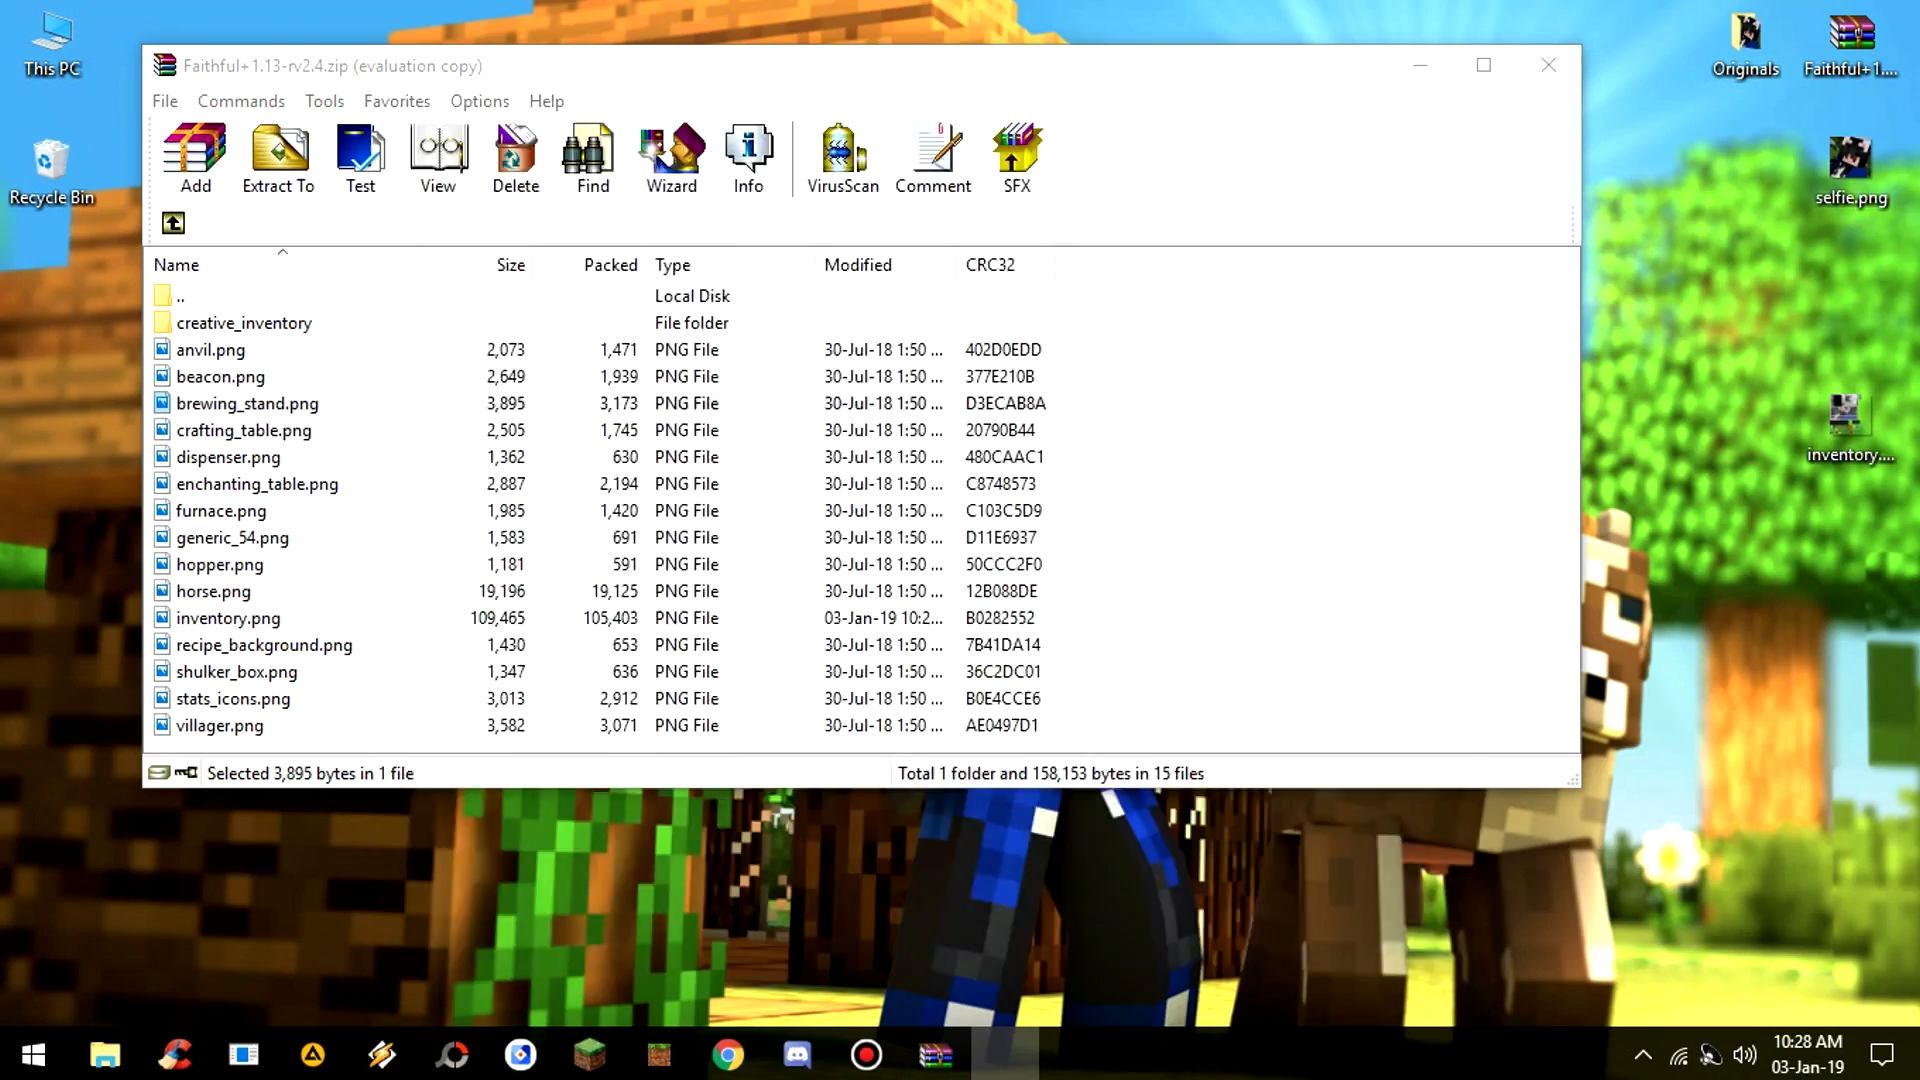 This PC
Recycle Bin
Originals
Faithful+1....
selfie.png
inventory....
Faithful+1.13-rv2.4.zip (evaluation copy)
File Commands Tools Favorites Options Help
Add Extract To Test View Delete Find Wizard Info VirusScan Comment SFX
Name Size Packed Type Modified CRC32
.. Local Disk
creative_inventory File folder
anvil.png 2,073 1,471 PNG File 30-Jul-18 1:50 ... 402D0EDD
beacon.png 2,649 1,939 PNG File 30-Jul-18 1:50 ... 377E210B
brewing_stand.png 3,895 3,173 PNG File 30-Jul-18 1:50 ... D3ECAB8A
crafting_table.png 2,505 1,745 PNG File 30-Jul-18 1:50 ... 20790B44
dispenser.png 1,362 630 PNG File 30-Jul-18 1:50 ... 480CAAC1
enchanting_table.png 2,887 2,194 PNG File 30-Jul-18 1:50 ... C8748573
furnace.png 1,985 1,420 PNG File 30-Jul-18 1:50 ... C103C5D9
generic_54.png 1,583 691 PNG File 30-Jul-18 1:50 ... D11E6937
hopper.png 1,181 591 PNG File 30-Jul-18 1:50 ... 50CCC2F0
horse.png 19,196 19,125 PNG File 30-Jul-18 1:50 ... 12B088DE
inventory.png 109,465 105,403 PNG File 03-Jan-19 10:2... B0282552
recipe_background.png 1,430 653 PNG File 30-Jul-18 1:50 ... 7B41DA14
shulker_box.png 1,347 636 PNG File 30-Jul-18 1:50 ... 36C2DC01
stats_icons.png 3,013 2,912 PNG File 30-Jul-18 1:50 ... B0E4CCE6
villager.png 3,582 3,071 PNG File 30-Jul-18 1:50 ... AE0497D1
Selected 3,895 bytes in 1 file Total 1 folder and 158,153 bytes in 15 files
10:28 AM
03-Jan-19